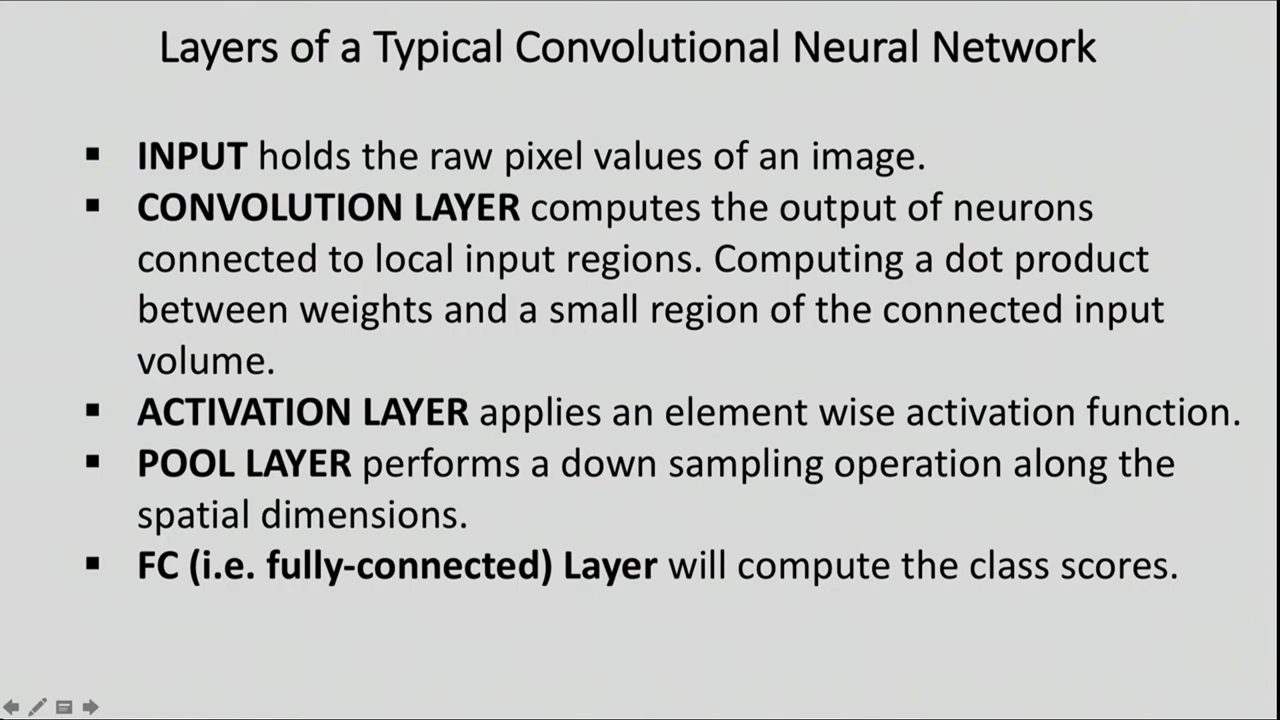 Layers of a Typical Convolutional Neural Network
▪ INPUT holds the raw pixel values of an image.
▪ CONVOLUTION LAYER computes the output of neurons
connected to local input regions. Computing a dot product
between weights and a small region of the connected input
volume.
▪ ACTIVATION LAYER applies an element wise activation function.
▪ POOL LAYER performs a down sampling operation along the
spatial dimensions.
▪ FC (i.e. fully-connected) Layer will compute the class scores.